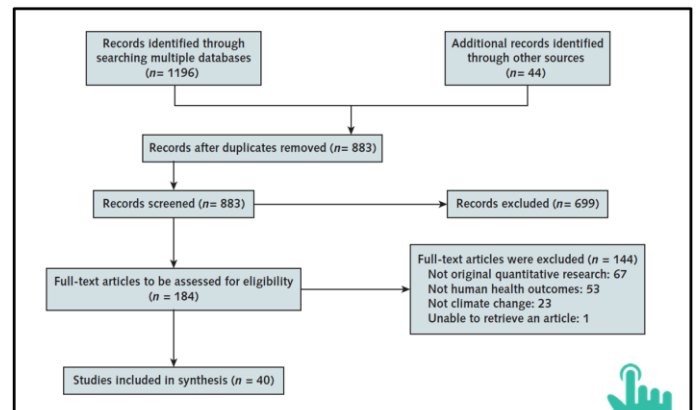 Records identified through
searching multiple databases
(n= 1196)
Additional records identified
through other sources
(n= 44)
Records after duplicates removed (n= 883)
Records screened (n= 883)
Records excluded (n= 699)
Full-text articles to be assessed for eligibility
(n = 184)
Full-text articles were excluded (n = 144)
Not original quantitative research: 67
Not human health outcomes: 53
Not climate change: 23
Unable to retrieve an article: 1
Studies included in synthesis (n = 40)